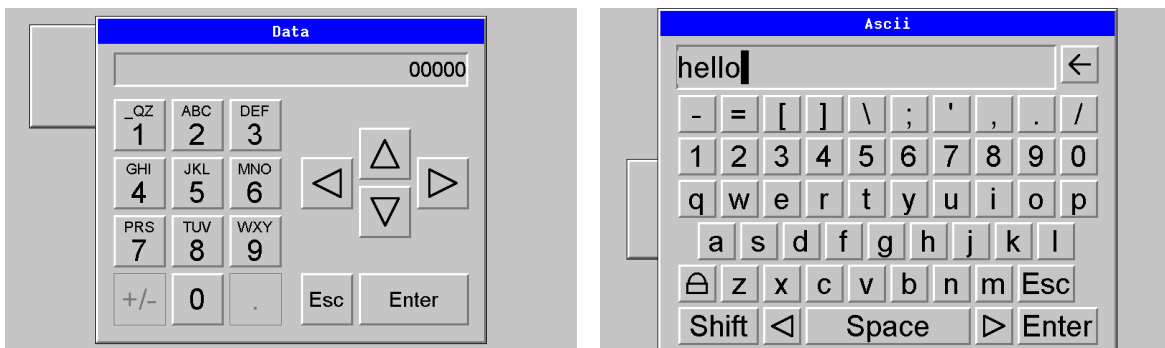 Data
00000
_QZ ABC DEF
1 2 3
GHI JKL MNO
4 5 6
PRS TUV WXY
7 8 9
+/- 0 . Esc Enter
Ascii
hello
- = [ ] \ ; ' , . /
1 2 3 4 5 6 7 8 9 0
q w e r t y u i o p
a s d f g h j k l
z x c v b n m Esc
Shift Space Enter